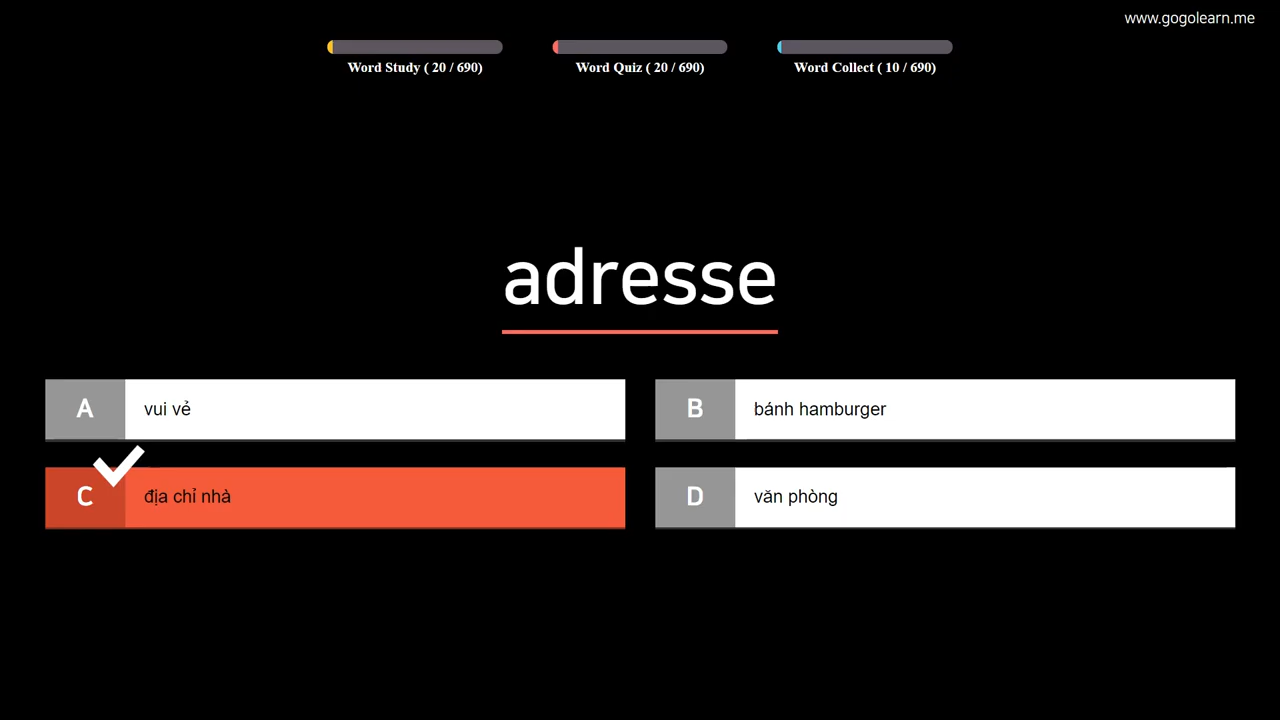 www.gogolearn.me
Word Study ( 20 / 690)
Word Quiz ( 20 / 690)
Word Collect ( 10 / 690)
adresse
A vui vẻ
B bánh hamburger
C địa chỉ nhà
D văn phòng